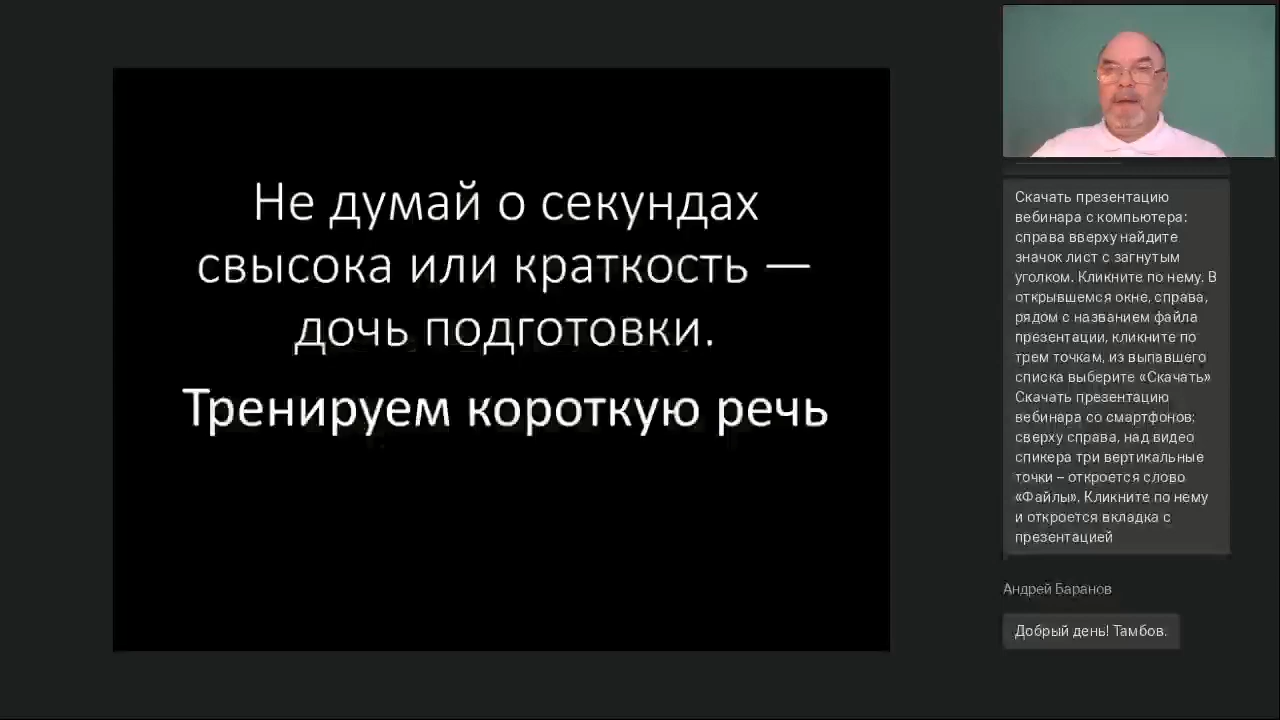 Не думай о секундах
свысока или краткость —
дочь подготовки.
Тренируем короткую речь
Скачать презентацию
вебинара с компьютера:
справа вверху найдите
значок лист с загнутым
уголком. Кликните по нему. В
открывшемся окне, справа,
рядом с названием файла
презентации, кликните по
трем точкам, из выпавшего
списка выберите «Скачать»
Скачать презентацию
вебинара со смартфонов:
сверху справа, над видео
спикера три вертикальные
точки – откроется слово
«Файлы». Кликните по нему
и откроется вкладка с
презентацией
Андрей Баранов
Добрый день! Тамбов.